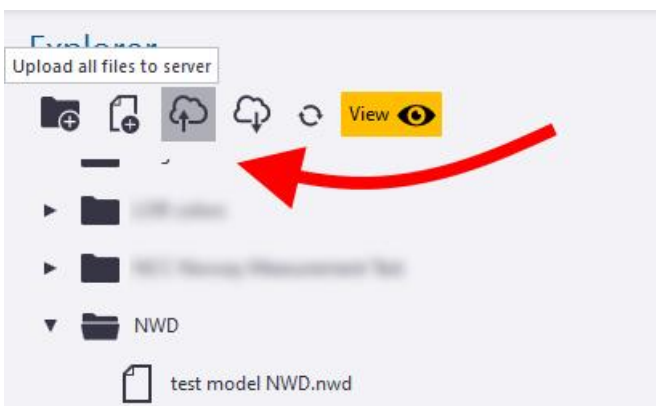 Explorer
Upload all files to server
View
NWD
test model NWD.nwd